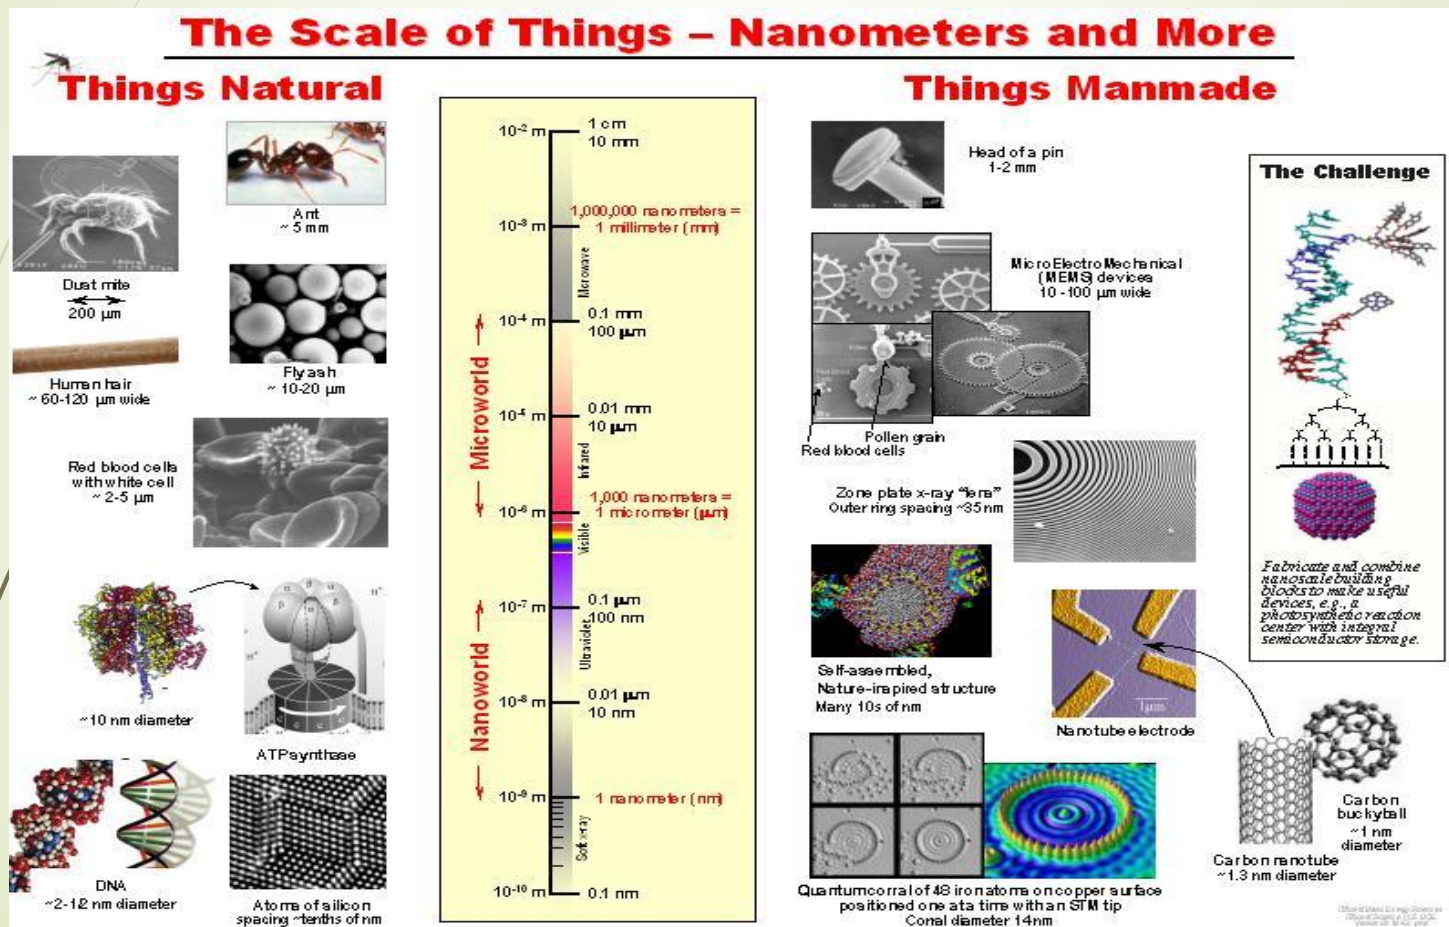 The Scale of Things – Nanometers and More
Things Natural
Things Manmade
Ant
~ 5 mm
Dust mite
200 μm
Human hair
~ 60-120 μm wide
Fly ash
~ 10-20 μm
Red blood cells
with white cell
~ 2-5 μm
~10 nm diameter
ATP synthase
DNA
~2-1/2 nm diameter
Atoms of silicon
spacing ~tenths of nm
10-2 m
1 cm
10 mm
10-3 m
1,000,000 nanometers =
1 millimeter (mm)
Microwave
10-4 m
0.1 mm
100 μm
Microworld
10-5 m
0.01 mm
10 μm
Infrared
10-6 m
1,000 nanometers =
1 micrometer (μm)
Visible
10-7 m
0.1 μm
100 nm
Nanoworld
Ultraviolet
10-8 m
0.01 μm
10 nm
10-9 m
1 nanometer (nm)
Soft x-ray
10-10 m
0.1 nm
Head of a pin
1-2 mm
MicroElectroMechanical
(MEMS) devices
10 -100 μm wide
Pollen grain
Red blood cells
Zone plate x-ray "lens"
Outer ring spacing ~35 nm
Self-assembled,
Nature-inspired structure
Many 10s of nm
1μm
Nanotube electrode
Quantum corral of 48 iron atoms on copper surface
positioned one at a time with an STM tip
Corral diameter 14 nm
Carbon nanotube
~1.3 nm diameter
Carbon
buckyball
~1 nm
diameter
The Challenge
Fabricate and combine
nanoscale building
blocks to make useful
devices, e.g., a
photosynthetic reaction
center with integral
semiconductor storage.